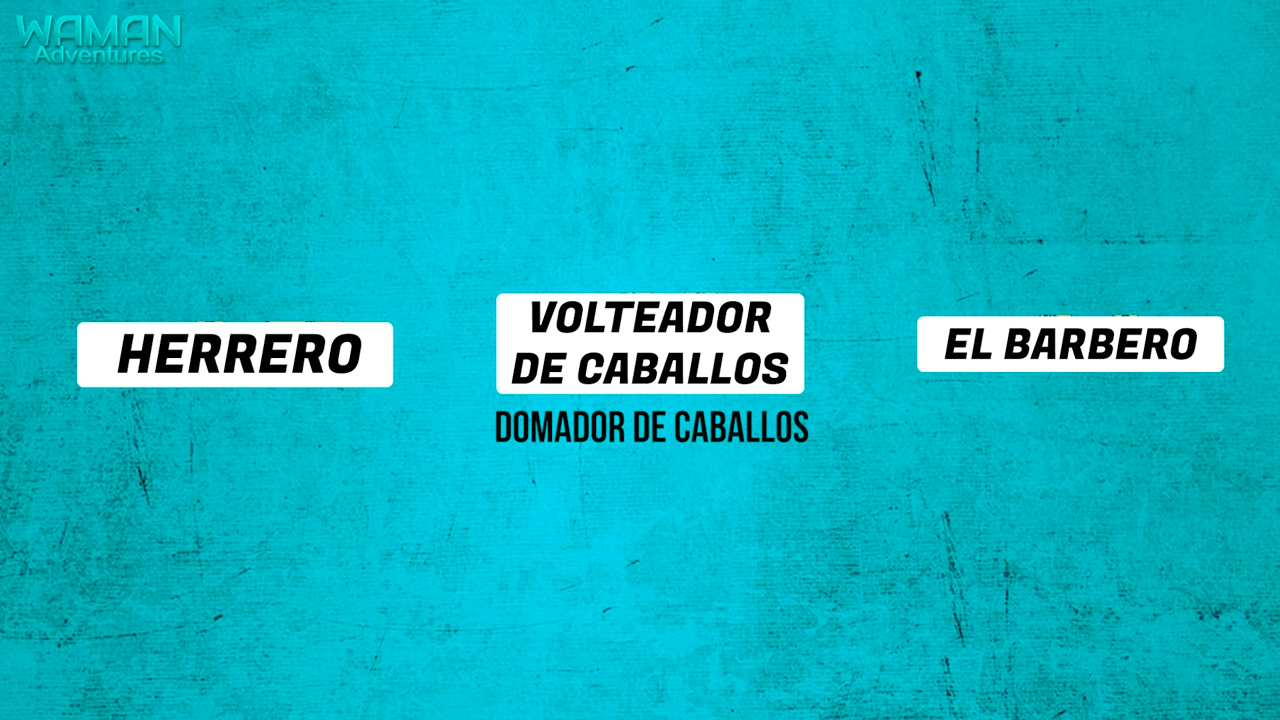 WAMAN
Adventures
HERRERO
VOLTEADOR
DE CABALLOS
DOMADOR DE CABALLOS
EL BARBERO